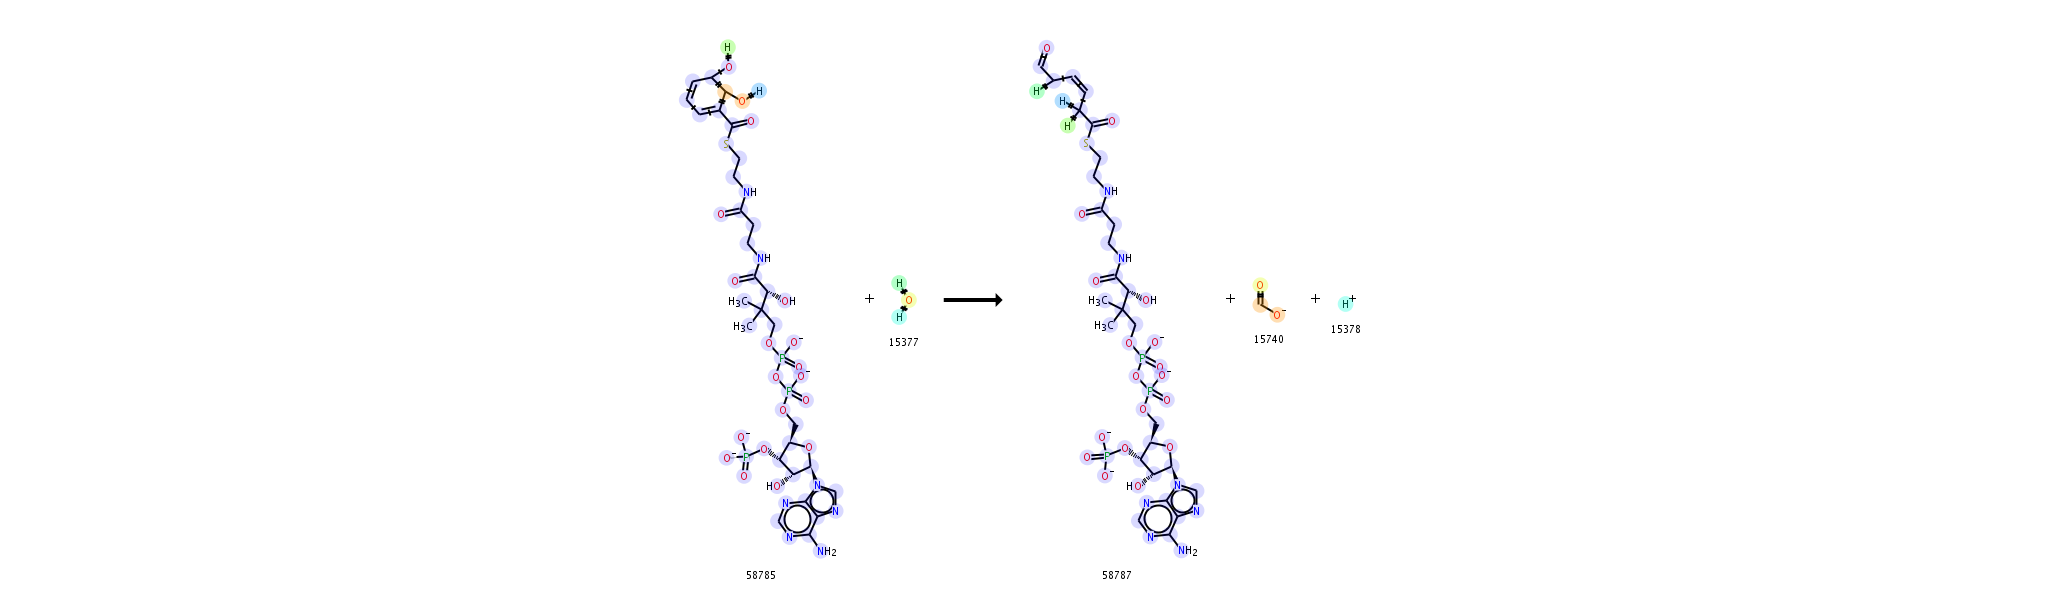 H
O
O
H
O
S
NH
O
NH
O
H3C
OH
H3C
O
O-
P
O
O
O-
P
O
O
O-
O-
P
O
O
O
HO
N
N
N
N
NH2
58785
+
H
O
H
15377
O
H
H
H
O
S
NH
O
NH
O
H3C
OH
H3C
O
O-
P
O
O
O-
P
O
O
O-
O
P
O
O
O-
HO
N
N
N
N
NH2
58787
+
O
O-
15740
+
H+
15378